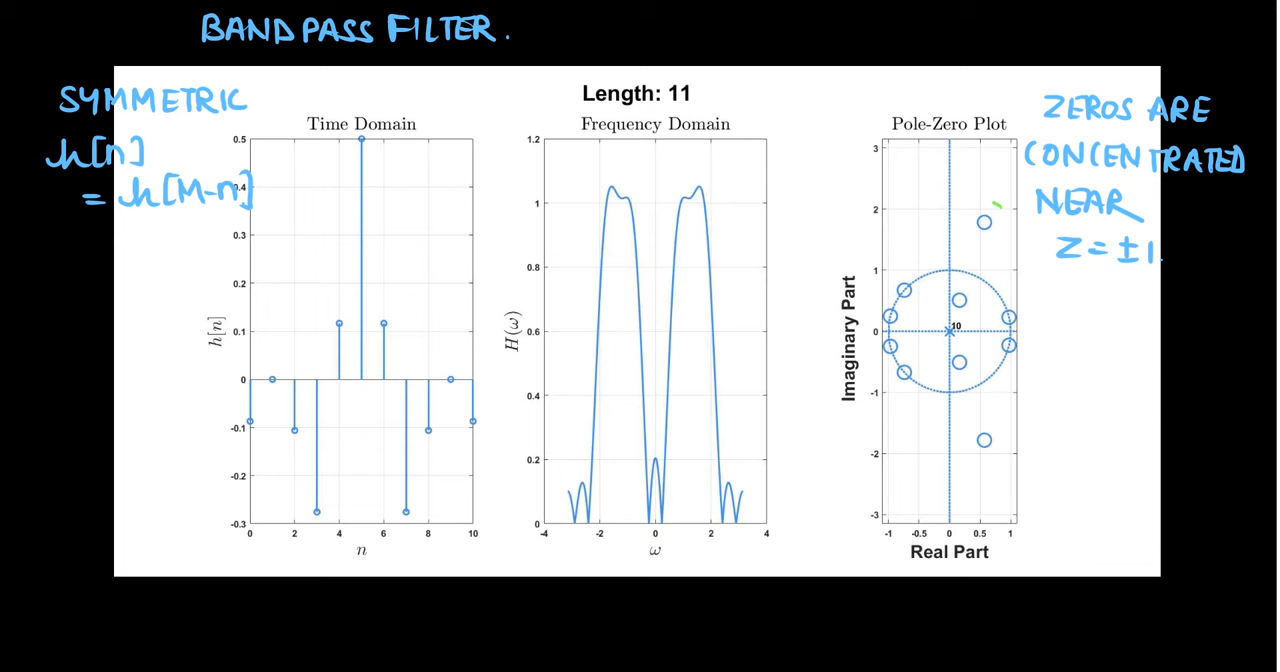 BANDPASS FILTER.
SYMMETRIC
h[n]
= h[M-n]
Length: 11
Time Domain
0.5
0.4
0.3
0.2
0.1
0
-0.1
-0.2
-0.3
0 2 4 6 8 10
h[n]
n
Frequency Domain
1.2
1
0.8
0.6
0.4
0.2
0
-4 -2 0 2 4
H(ω)
ω
Pole-Zero Plot
3
2
1
0
-1
-2
-3
10
-1 -0.5 0 0.5 1
Imaginary Part
Real Part
ZEROS ARE
CONCENTRATED
NEAR
Z = ±1.